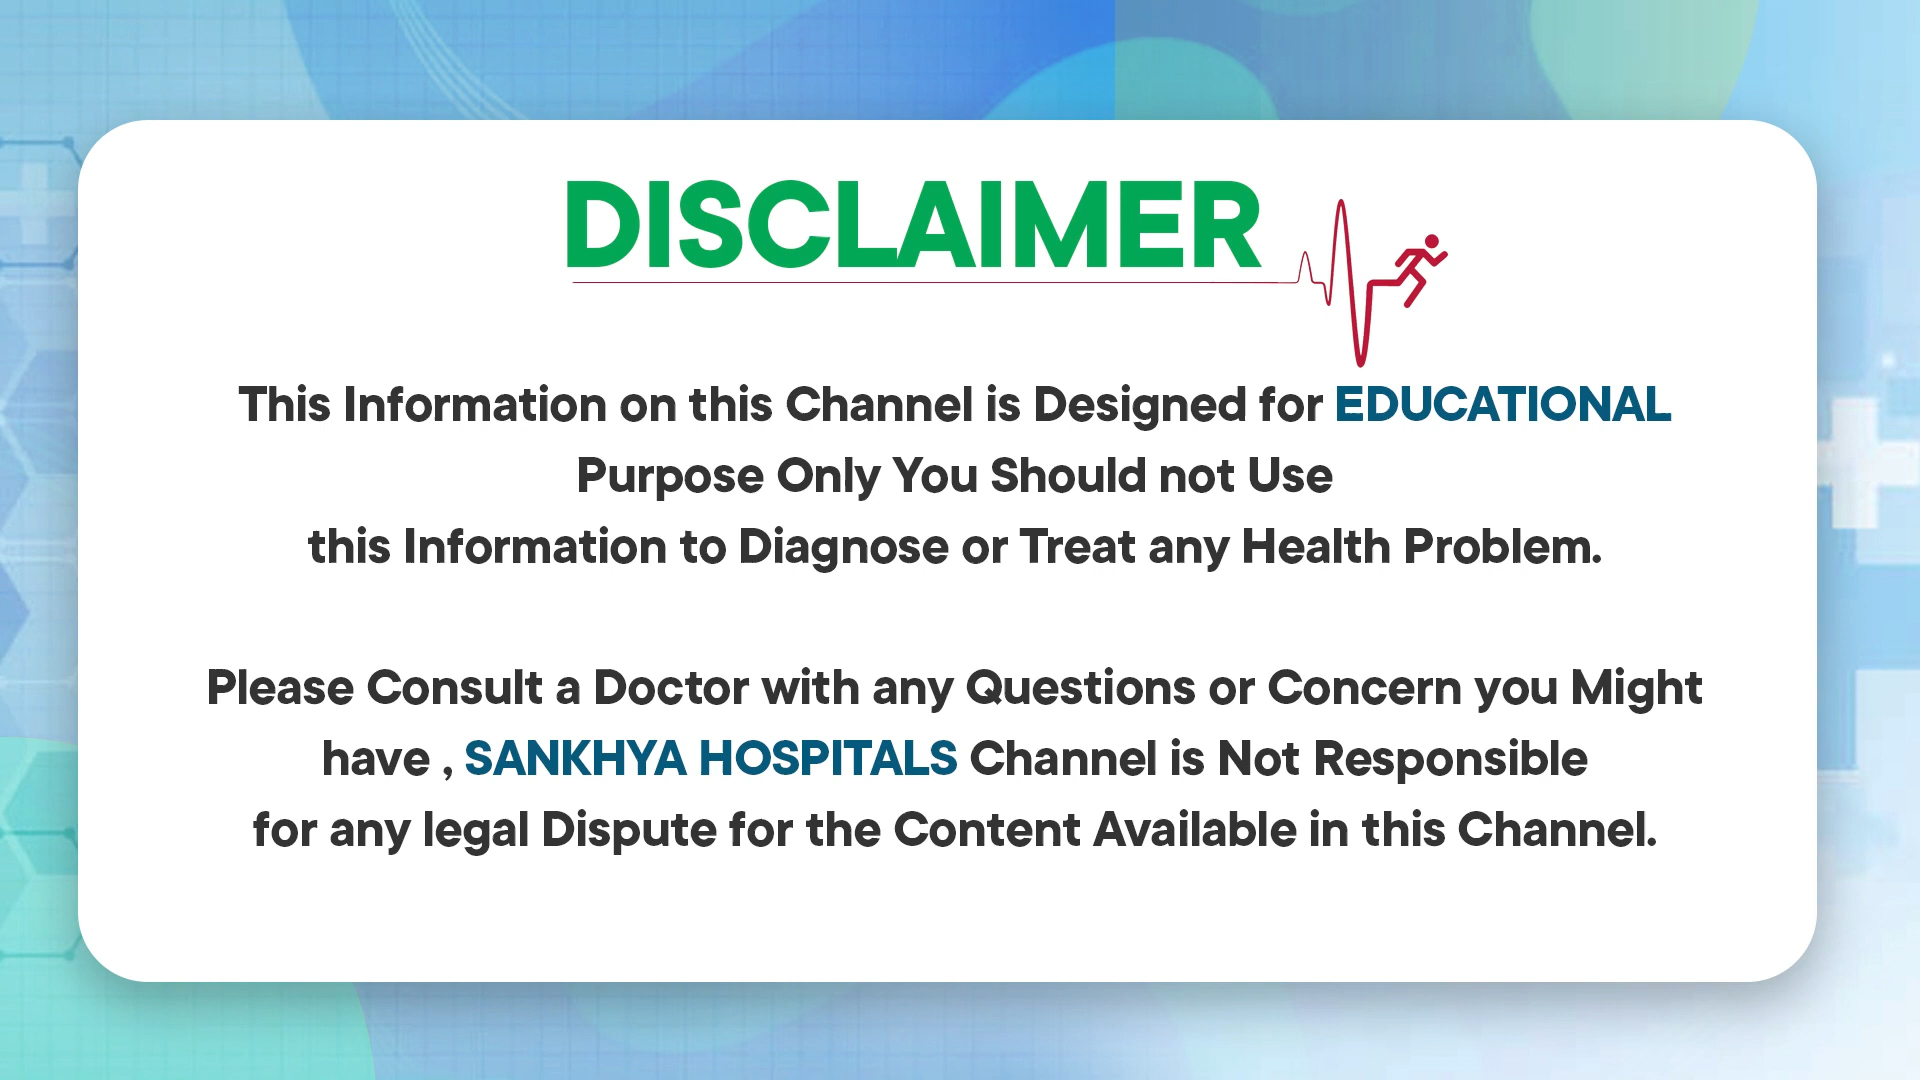 DISCLAIMER
This Information on this Channel is Designed for EDUCATIONAL
Purpose Only You Should not Use
this Information to Diagnose or Treat any Health Problem.
Please Consult a Doctor with any Questions or Concern you Might
have , SANKHYA HOSPITALS Channel is Not Responsible
for any legal Dispute for the Content Available in this Channel.